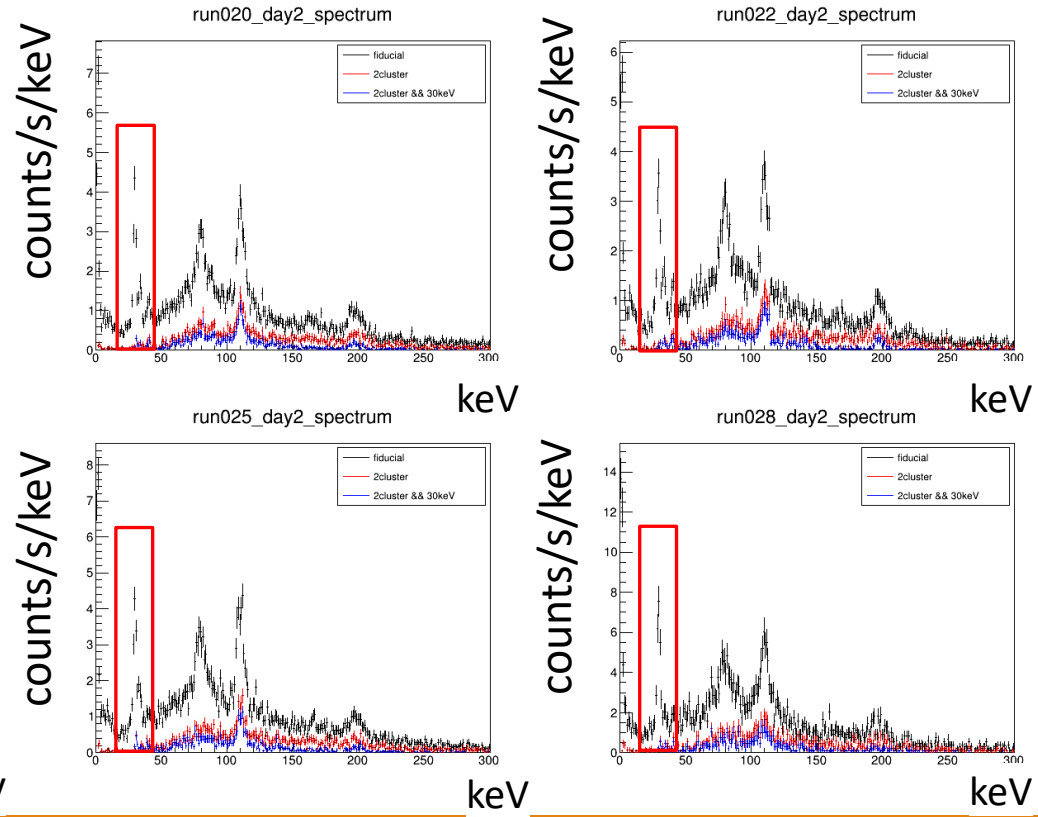 run020_day2_spectrum
counts/s/keV
7
6
5
4
3
2
1
0
0 50 100 150 200 250 300
fiducial
2cluster
2cluster && 30keV
keV
run022_day2_spectrum
counts/s/keV
6
5
4
3
2
1
0
0 50 100 150 200 250 300
fiducial
2cluster
2cluster && 30keV
keV
run025_day2_spectrum
counts/s/keV
8
7
6
5
4
3
2
1
0
0 50 100 150 200 250 300
fiducial
2cluster
2cluster && 30keV
keV
run028_day2_spectrum
counts/s/keV
14
12
10
8
6
4
2
0
0 50 100 150 200 250 300
fiducial
2cluster
2cluster && 30keV
keV